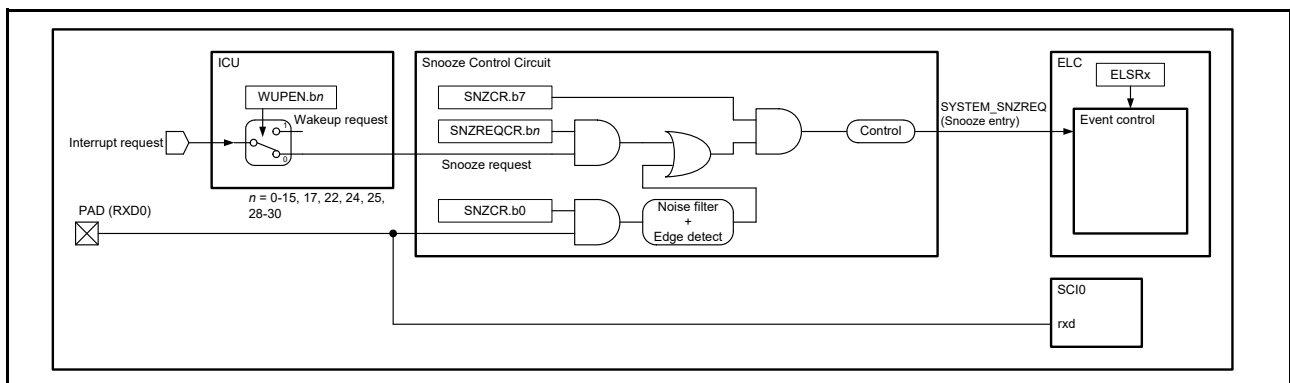 ICU
WUPEN.bn
1
Wakeup request
Interrupt request
0
n = 0-15, 17, 22, 24, 25,
28-30
PAD (RXD0)
Snooze Control Circuit
SNZCR.b7
SNZREQCR.bn
Snooze request
SNZCR.b0
Noise filter
+
Edge detect
Control
SYSTEM_SNZREQ
(Snooze entry)
ELC
ELSRx
Event control
SCI0
rxd